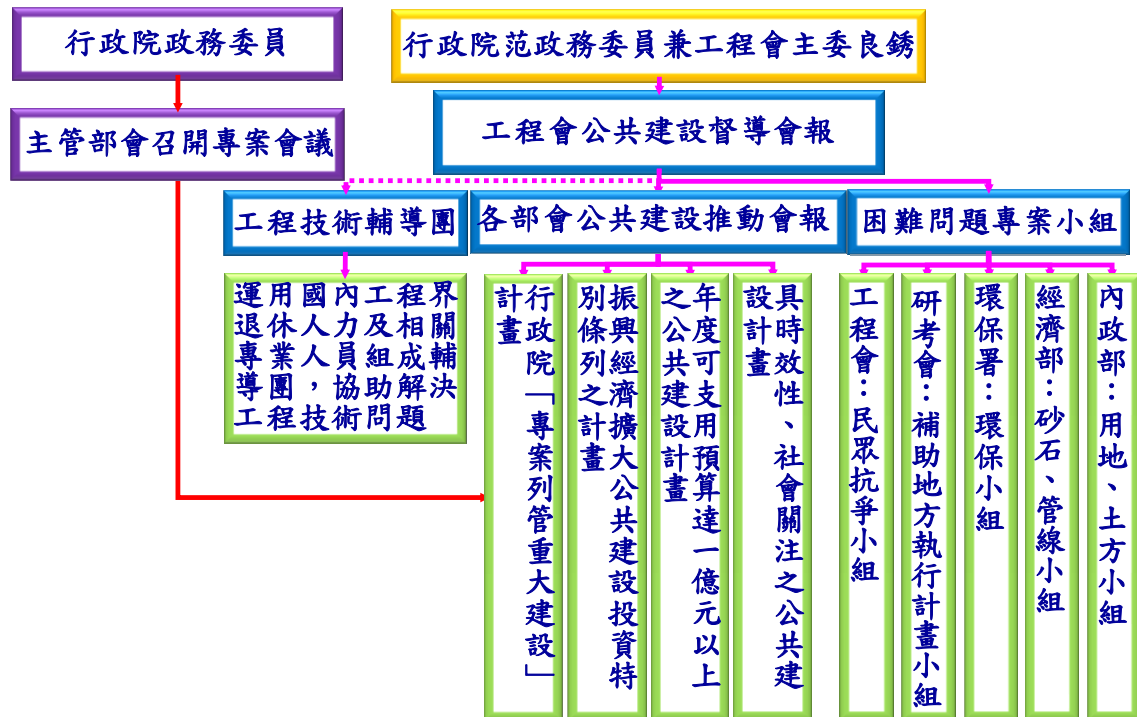 行政院政務委員
行政院范政務委員兼工程會主委良銹
主管部會召開專案會議
工程會公共建設督導會報
工程技術輔導團
各部會公共建設推動會報
困難問題專案小組
運用國內工程界
退休人力及相關
專業人員組成輔
導團，協助解決
工程技術問題
行政院「專案列管重大建設」
計畫
振興經濟擴大公共建設投資特
別條列之計畫
年度可支用預算達一億元以上
之公共建設計畫
具時效性、社會關注之公共建
設計畫
工程會：民眾抗爭小組
研考會：補助地方執行計畫小組
環保署：環保小組
經濟部：砂石、管線小組
內政部：用地、土方小組